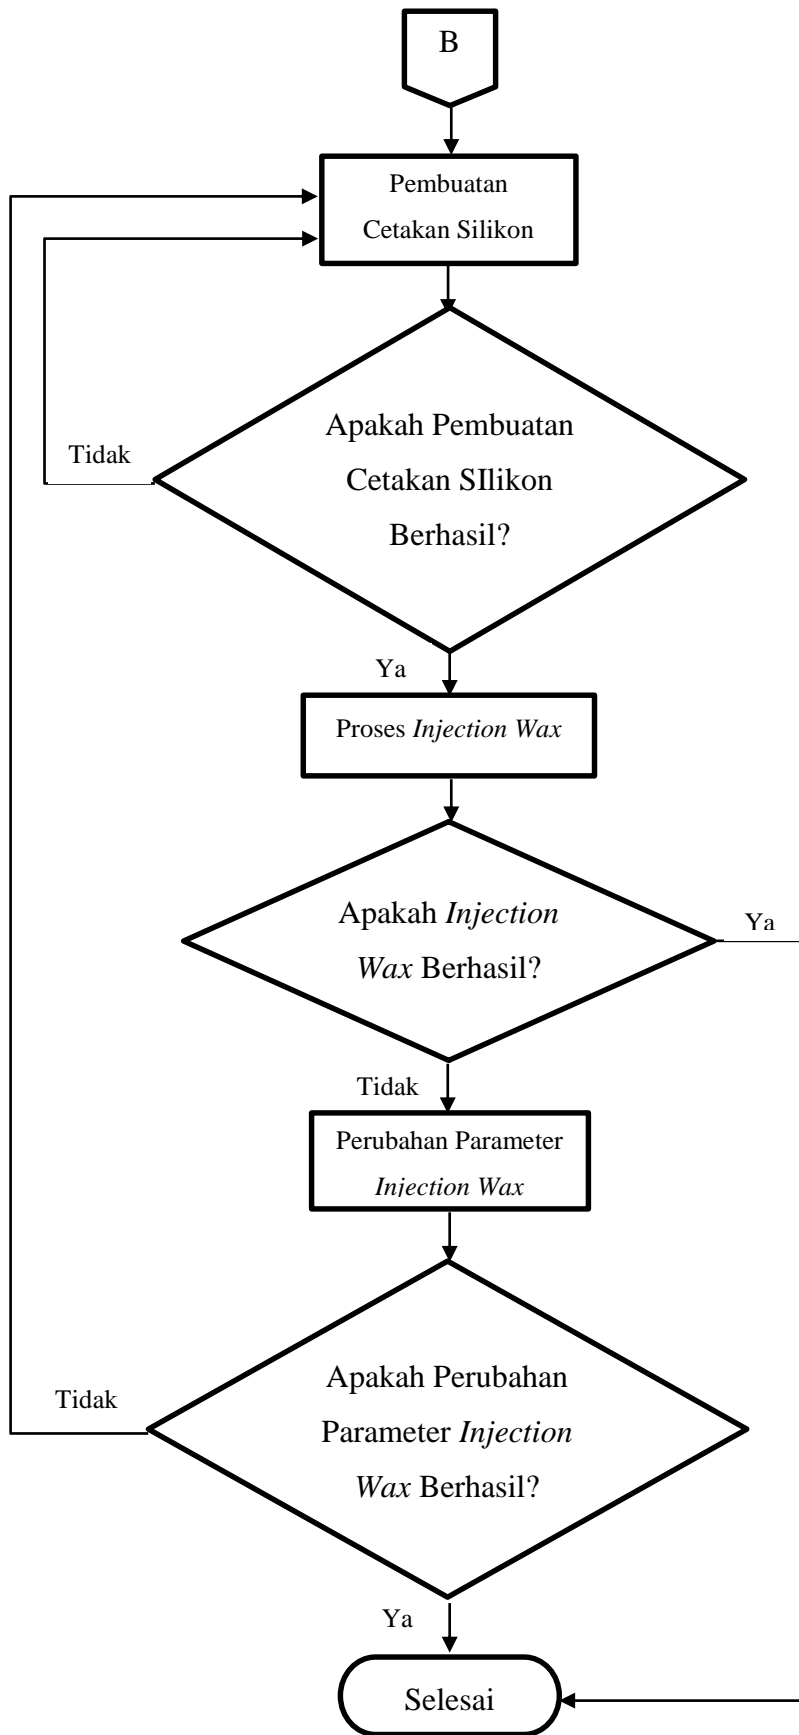 B
Pembuatan
Cetakan Silikon
Apakah Pembuatan
Cetakan SIlikon
Berhasil?
Tidak
Ya
Proses Injection Wax
Apakah Injection
Wax Berhasil?
Ya
Tidak
Perubahan Parameter
Injection Wax
Apakah Perubahan
Parameter Injection
Wax Berhasil?
Tidak
Ya
Selesai